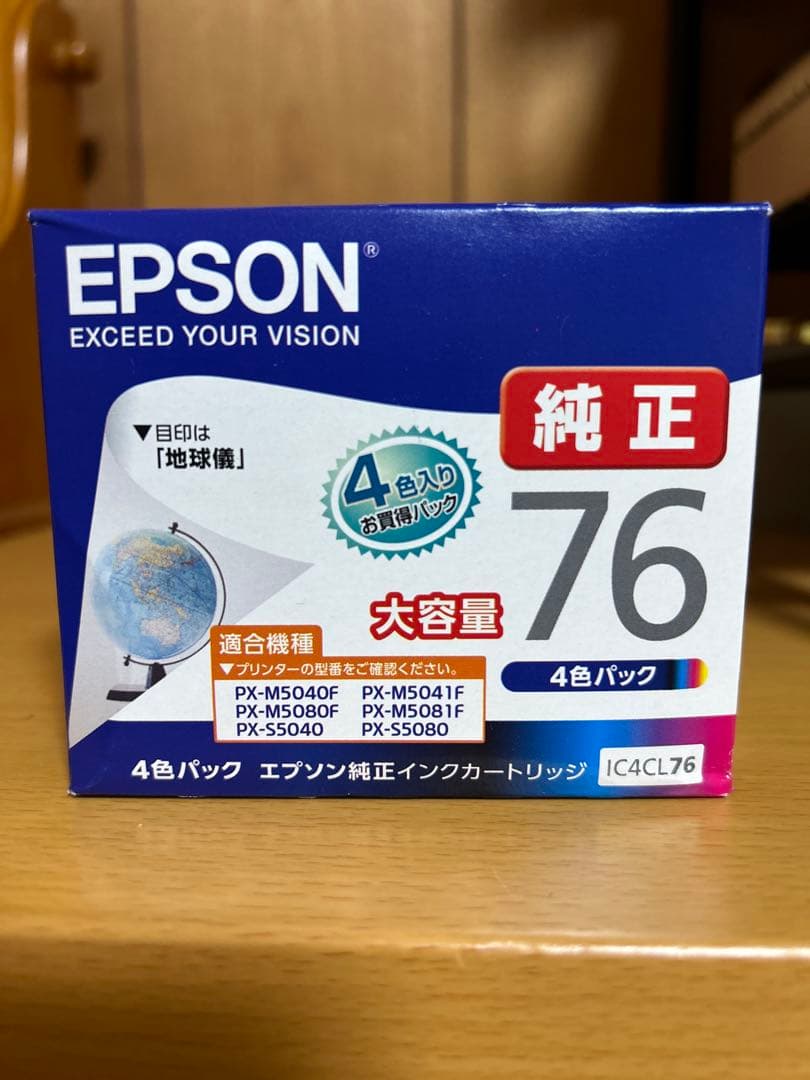 EPSON®
EXCEED YOUR VISION
純正
▼目印は
「地球儀」
4色入り
お買得パック
76
大容量
4色パック
適合機種
▼プリンターの型番をご確認ください。
PX-M5040F PX-M5041F
PX-M5080F PX-M5081F
PX-S5040 PX-S5080
4色パック エプソン純正インクカートリッジ IC4CL76